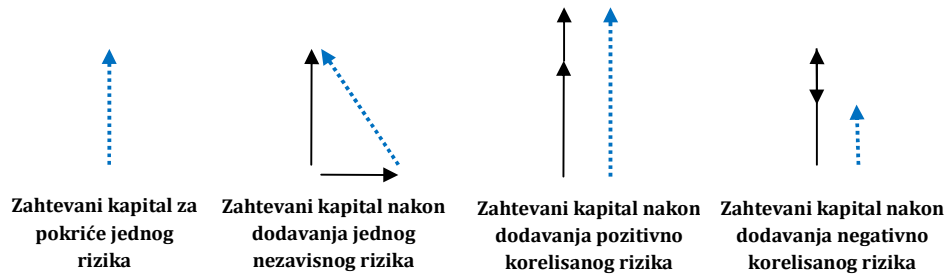 Zahtevani kapital za
pokriće jednog
rizika
Zahtevani kapital nakon
dodavanja jednog
nezavisnog rizika
Zahtevani kapital nakon
dodavanja pozitivno
korelisanog rizika
Zahtevani kapital nakon
dodavanja negativno
korelisanog rizika